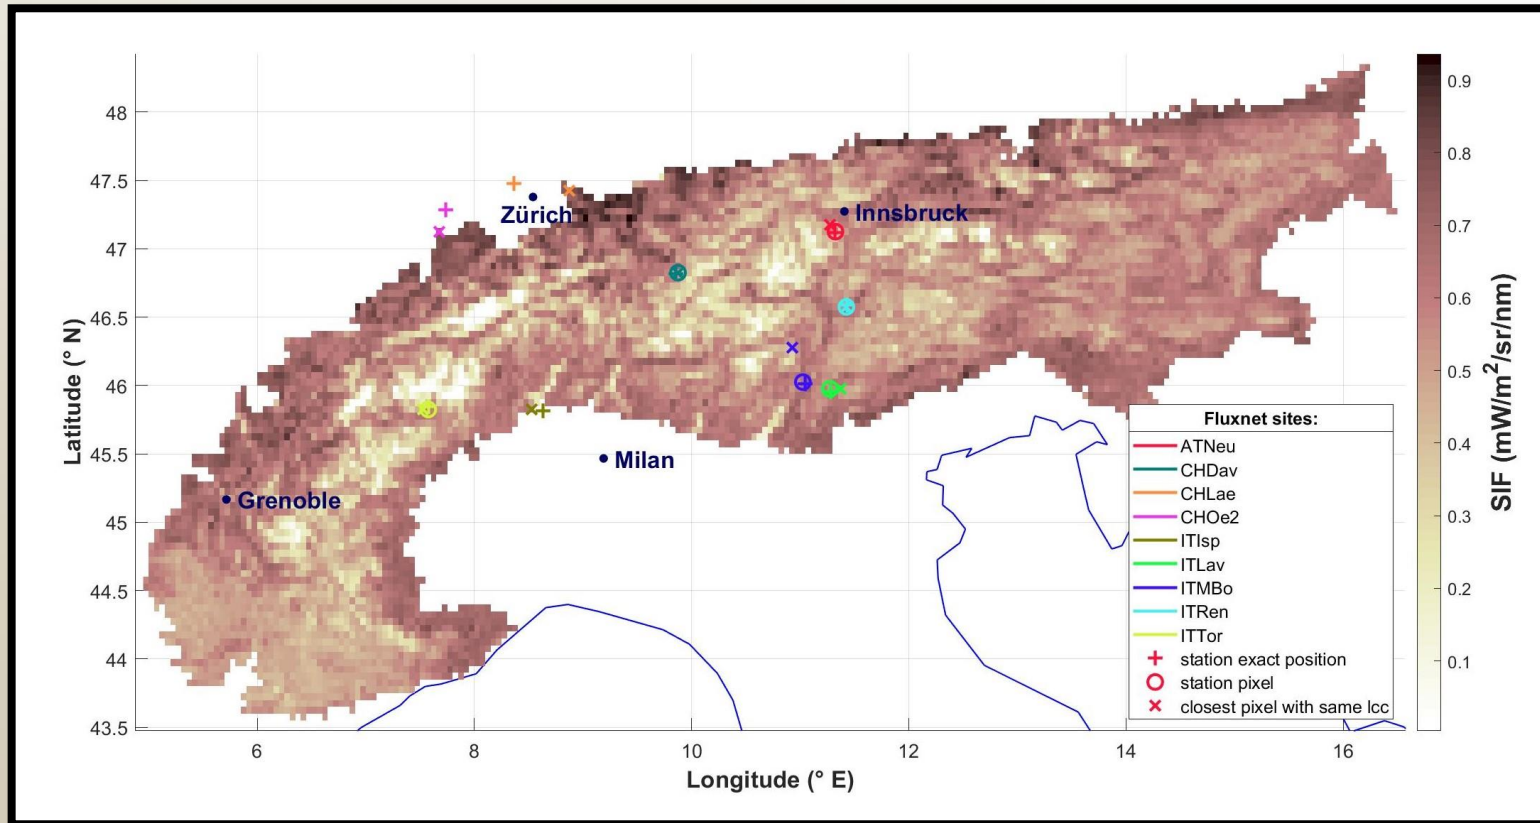 48
47.5
47
46.5
46
45.5
45
44.5
44
43.5
Latitude (° N)
6
8
10
12
14
16
Longitude (° E)
Zürich
Innsbruck
Milan
Grenoble
Fluxnet sites:
ATNeu
CHDav
CHLae
CHOe2
ITIsp
ITLav
ITMBo
ITRen
ITTor
station exact position
station pixel
closest pixel with same lcc
0.9
0.8
0.7
0.6
0.5
0.4
0.3
0.2
0.1
SIF (mW/m²/sr/nm)